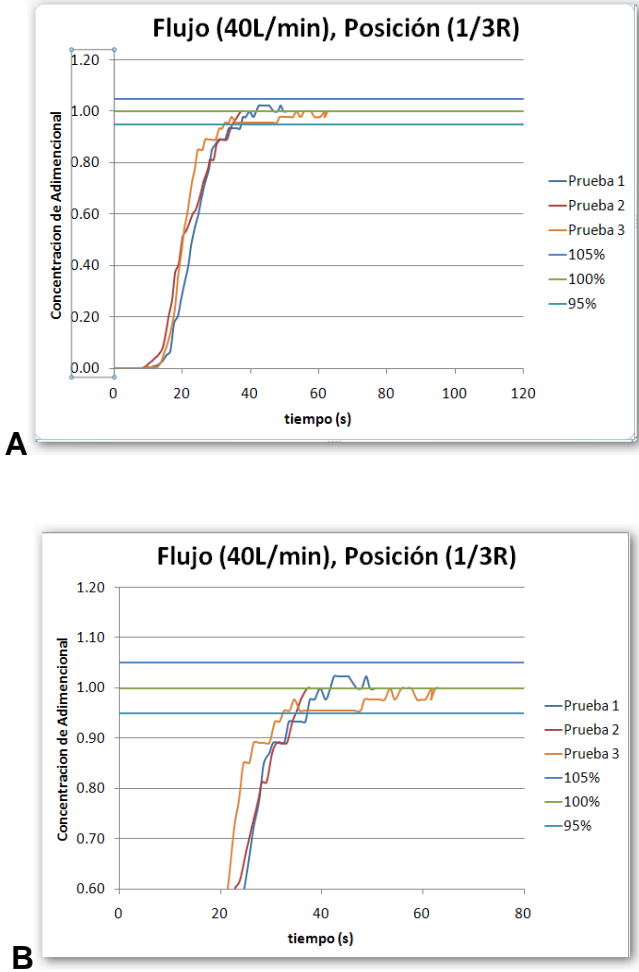 Flujo (40L/min), Posición (1/3R)
1.20
1.00
0.80
0.60
0.40
0.20
0.00
Concentracion de Adimencional
0 20 40 60 80 100 120
tiempo (s)
Prueba 1
Prueba 2
Prueba 3
105%
100%
95%
A
Flujo (40L/min), Posición (1/3R)
1.20
1.10
1.00
0.90
0.80
0.70
0.60
Concentracion de Adimencional
0 20 40 60 80
tiempo (s)
Prueba 1
Prueba 2
Prueba 3
105%
100%
95%
B